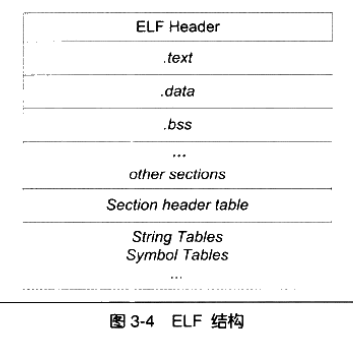 ELF Header
.text
.data
.bss
...
other sections
Section header table
String Tables
Symbol Tables
...
图 3-4 ELF 结构